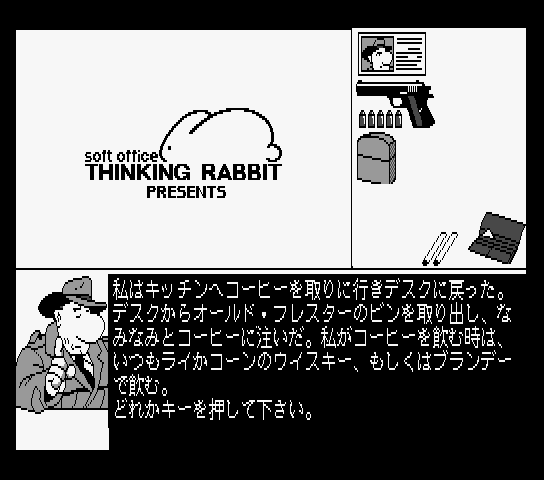 soft office
THINKING RABBIT
PRESENTS
私はキッチンへコーヒーを取りに行きデスクに戻った。
デスクからオールド・フレスターのビンを取り出し、な
みなみとコーヒーに注いだ。私がコーヒーを飲む時は、
いつもライかコーンのウイスキー、もしくはブランデー
で飲む。
どれかキーを押して下さい。